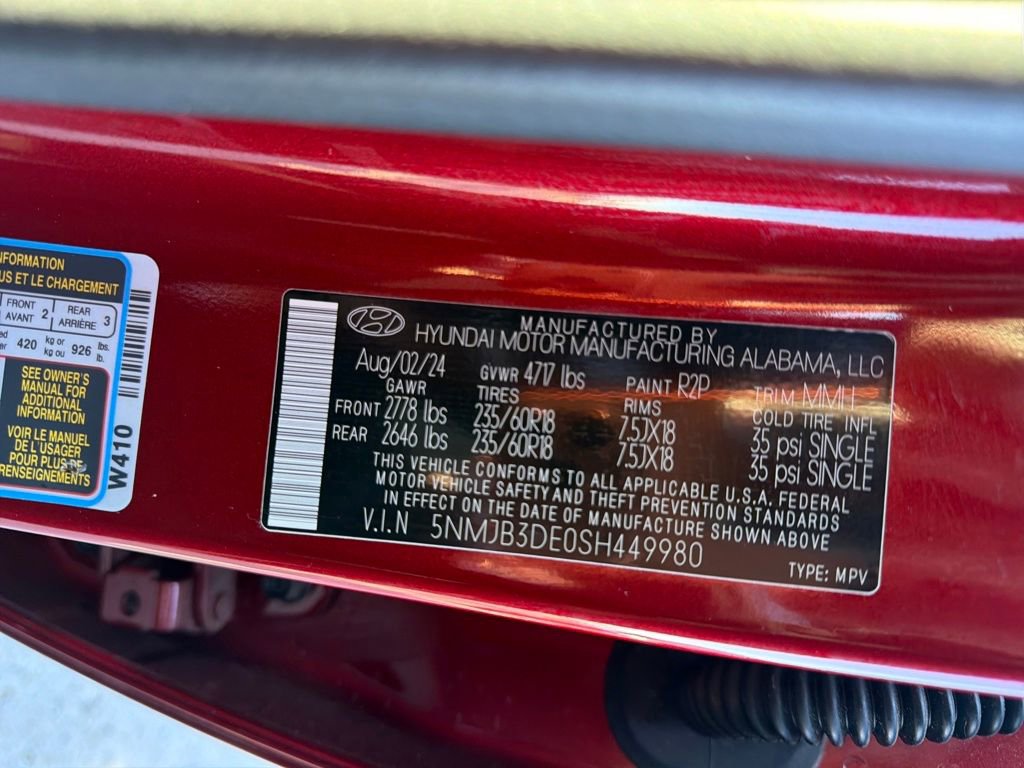 NFORMATION
US ET LE CHARGEMENT
FRONT AVANT 2 REAR ARRIÈRE 3
420 kg or kg ou 926 lbs. lb.
SEE OWNER'S
MANUAL FOR
ADDITIONAL
INFORMATION
VOIR LE MANUEL
DE L'USAGER
POUR PLUS DE
RENSEIGNEMENTS
W410
MANUFACTURED BY
HYUNDAI MOTOR MANUFACTURING ALABAMA, LLC
Aug/02/24 GVWR 4717 lbs PAINT R2P TRIM MMH
GAWR TIRES RIMS COLD TIRE INFL
FRONT 2778 lbs 235/60R18 7.5JX18 35 psi SINGLE
REAR 2646 lbs 235/60R18 7.5JX18 35 psi SINGLE
THIS VEHICLE CONFORMS TO ALL APPLICABLE U.S.A. FEDERAL
MOTOR VEHICLE SAFETY AND THEFT PREVENTION STANDARDS
IN EFFECT ON THE DATE OF MANUFACTURE SHOWN ABOVE
V.I.N 5NMJB3DE0SH449980
TYPE: MPV